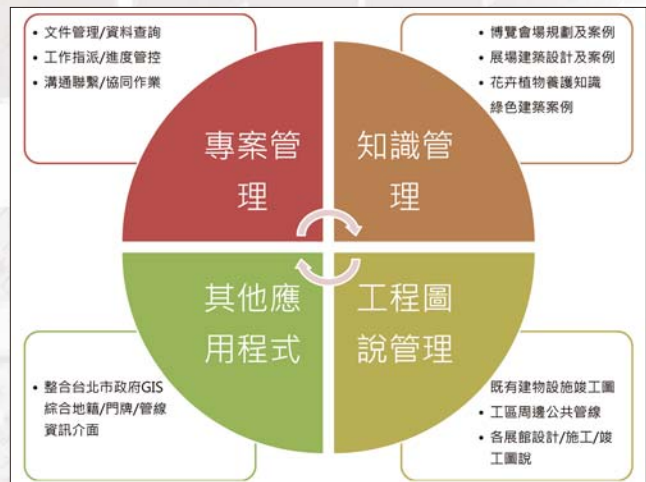 • 文件管理/資料查詢
• 工作指派/進度管控
• 溝通聯繫/協同作業
• 博覽會場規劃及案例
• 展場建築設計及案例
• 花卉植物養護知識
綠色建築案例
專案管
理
知識管
理
其他應
用程式
工程圖
說管理
• 整合台北市政府GIS
綜合地籍/門牌/管線
資訊介面
既有建物設施竣工圖
• 工區周邊公共管線
• 各展館設計/施工/竣
工圖說